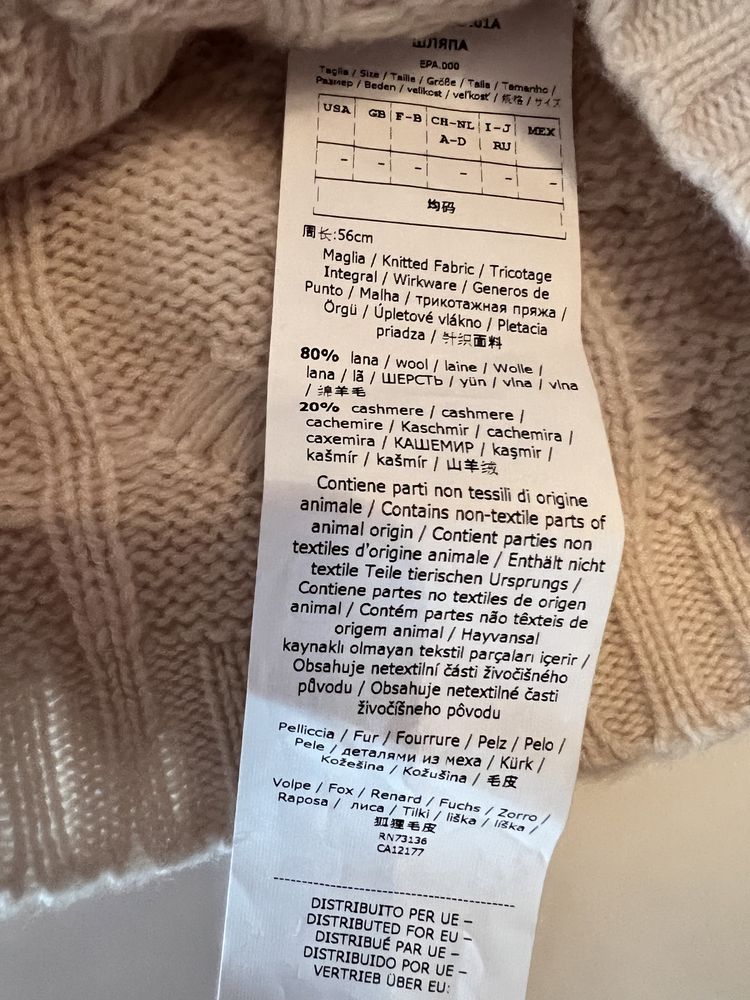 ШЛЯПА
EPA.000
Taglia / Size / Taille / Größe / Talla / Tamanho /
Размер / Beden / velikost / veľkosť / 规格 / サイズ
USA GB F-B CH-NL I-J MEX
A-D RU
- - - - - -
均码
周长:56cm
Maglia / Knitted Fabric / Tricotage
Integral / Wirkware / Generos de
Punto / Malha / трикотажная пряжа /
Örgü / Úpletové vlákno / Pletacia
priadza / 针织面料
80% lana / wool / laine / Wolle /
lana / lã / ШЕРСТЬ / yün / vlna / vlna
/ 绵羊毛
20% cashmere / cashmere /
cachemire / Kaschmir / cachemira /
caxemira / КАШЕМИР / kaşmir /
kašmír / kašmír / 山羊绒
Contiene parti non tessili di origine
animale / Contains non-textile parts of
animal origin / Contient parties non
textiles d'origine animale / Enthält nicht
textile Teile tierischen Ursprungs /
Contiene partes no textiles de origen
animal / Contém partes não têxteis de
origem animal / Hayvansal
kaynaklı olmayan tekstil parçaları içerir /
Obsahuje netextilní části živočišného
původu / Obsahuje netextilné časti
živočíšneho pôvodu
Pelliccia / Fur / Fourrure / Pelz / Pelo /
Pele / деталями из меха / Kürk /
Kožešina / Kožušina / 毛皮
Volpe / Fox / Renard / Fuchs / Zorro /
Raposa / лиса / Tilki / liška / líška /
狐狸毛皮
RN73136
CA12177
DISTRIBUITO PER UE –
DISTRIBUTED FOR EU –
DISTRIBUÉ PAR UE –
DISTRIBUIDO POR UE –
VERTRIEB ÜBER EU: